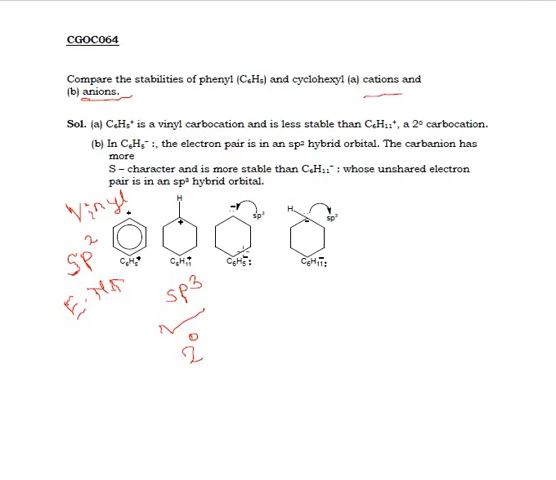 CGOC064
Compare the stabilities of phenyl (C₆H₅) and cyclohexyl (a) cations and
(b) anions.
Sol. (a) C₆H₅⁺ is a vinyl carbocation and is less stable than C₆H₁₁⁺, a 2° carbocation.
(b) In C₆H₅⁻ :, the electron pair is in an sp² hybrid orbital. The carbanion has
more
S – character and is more stable than C₆H₁₁⁻ : whose unshared electron
pair is in an sp³ hybrid orbital.
Vinyl
H
sp²
H
sp³
SP²
C₆H₅⁺
C₆H₁₁⁺
C₆H₅⁻:
C₆H₁₁⁻:
SP3
2°